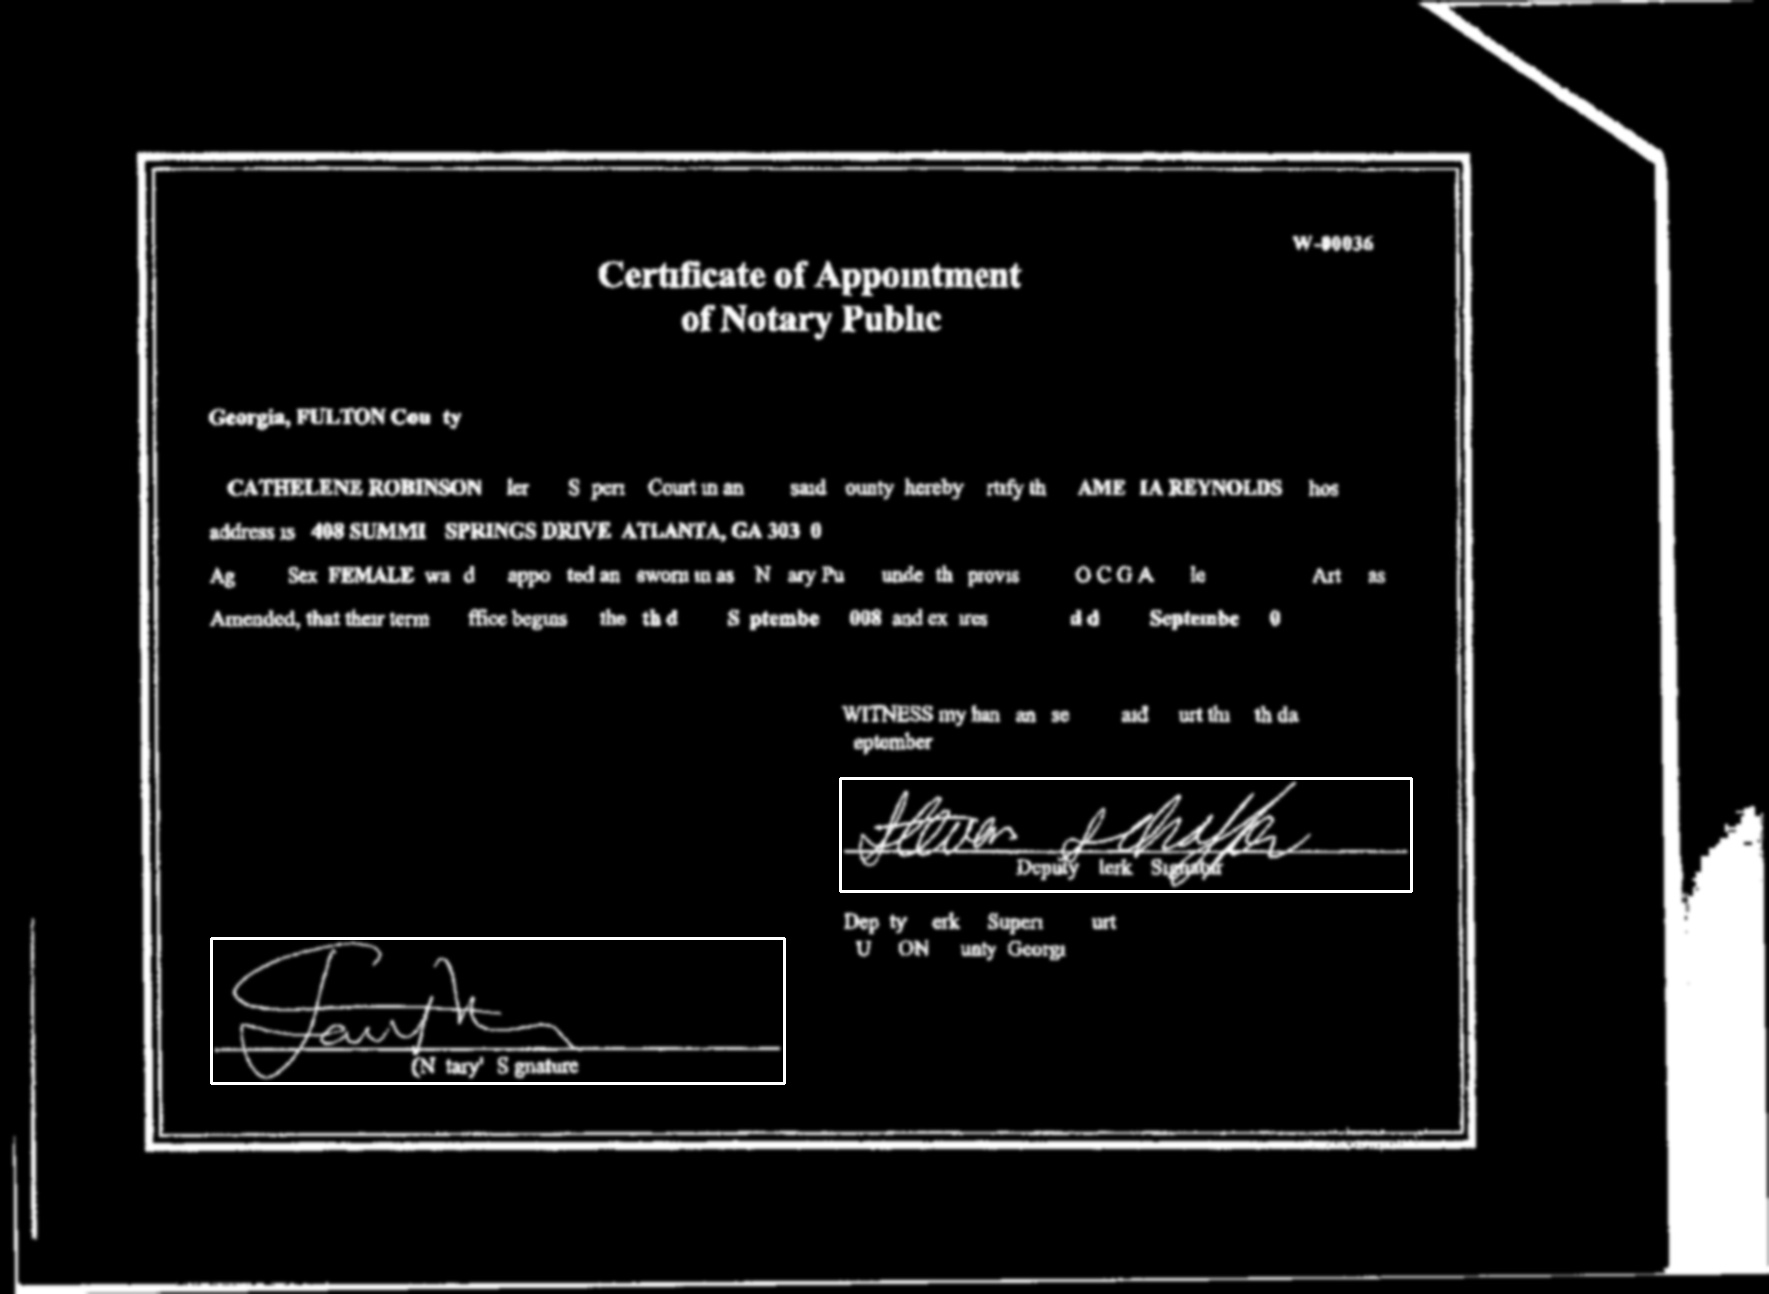 W-00036
Certificate of Appointment
of Notary Public
Georgia, FULTON Cou ty
CATHELENE ROBINSON ler S peri Court in an said ounty hereby rtify th AME IA REYNOLDS hos
address is 408 SUMMI SPRINGS DRIVE ATLANTA, GA 303 0
Ag Sex FEMALE wa d appo ted an sworn in as N ary Pu unde th provis O C G A le Art as
Amended, that their term ffice begins the th d S ptembe 008 and ex ires d d Septembe 0
WITNESS my han an se aid urt thi th da
eptember
Steven Schaffer
Deputy lerk Signatur
Dep ty erk Superi urt
U ON unty Georgi
(N tary' S gnature